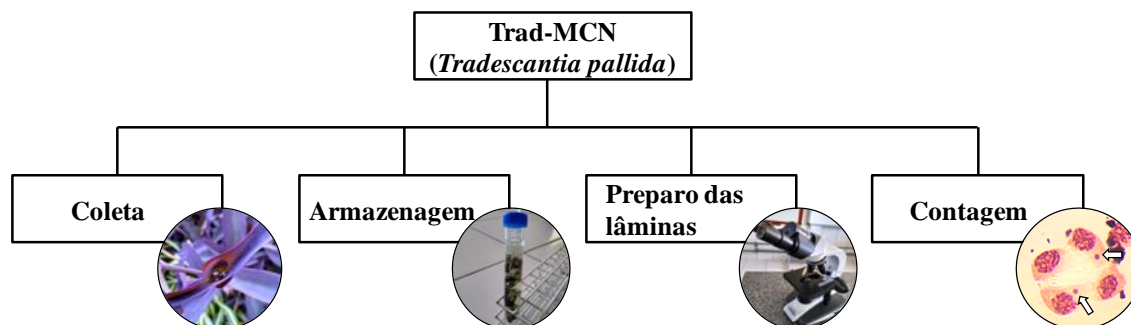 Trad-MCN
(Tradescantia pallida)
Coleta
Armazenagem
Preparo das
lâminas
Contagem